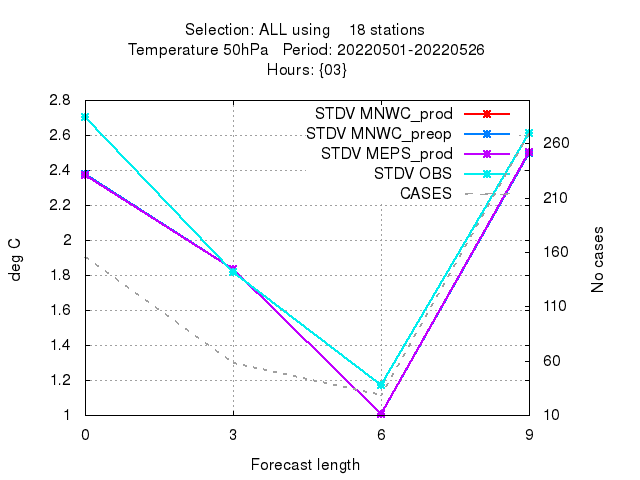 Selection: ALL using    18 stations
Temperature 50hPa   Period: 20220501-20220526
Hours: {03}
STDV MNWC_prod
STDV MNWC_preop
STDV MEPS_prod
STDV OBS
CASES
2.8
2.6
2.4
2.2
2
1.8
1.6
1.4
1.2
1
deg C
260
210
160
110
60
10
No cases
0 3 6 9
Forecast length